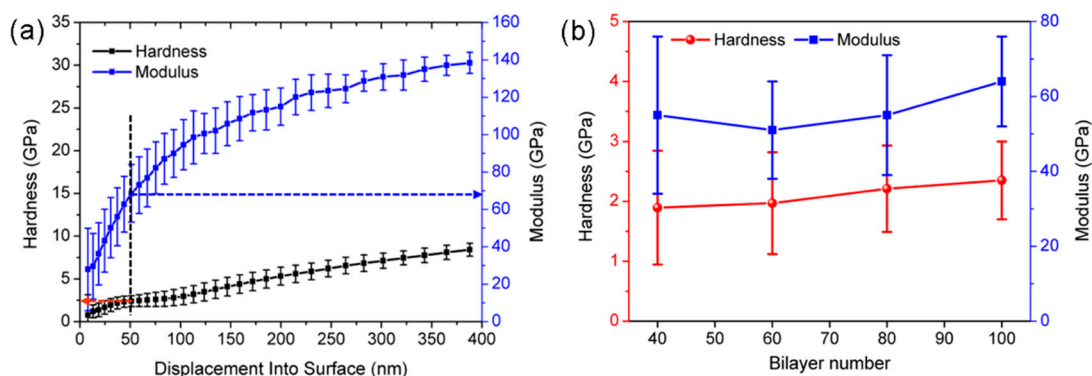 (a)
Hardness
Modulus
Hardness (GPa)
35
30
25
20
15
10
5
0
160
140
120
100
80
60
40
20
0
Modulus (GPa)
0 50 100 150 200 250 300 350 400
Displacement Into Surface (nm)
(b)
Hardness Modulus
Hardness (GPa)
5
4
3
2
1
0
80
60
40
20
0
Modulus (GPa)
40 50 60 70 80 90 100
Bilayer number